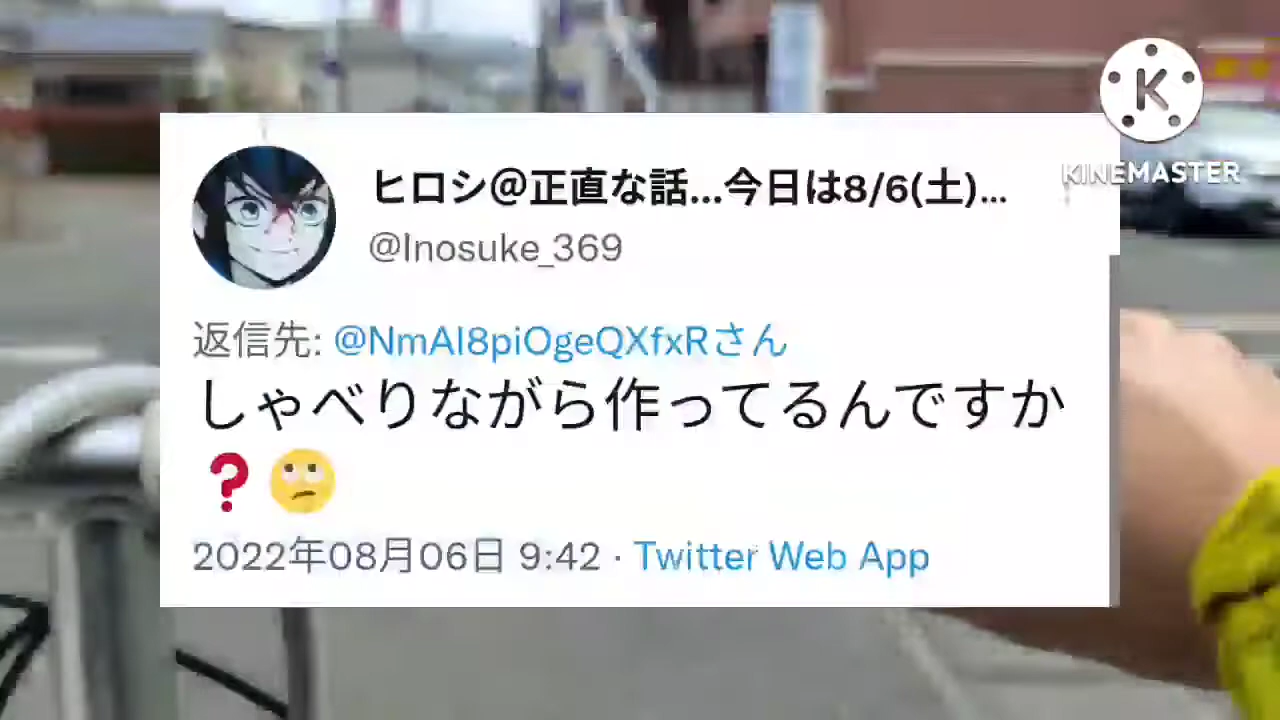 K
KINEMASTER
ヒロシ@正直な話...今日は8/6(土)...
@Inosuke_369
返信先: @NmAI8piOgeQXfxRさん
しゃべりながら作ってるんですか
❓🙄
2022年08月06日 9:42 · Twitter Web App